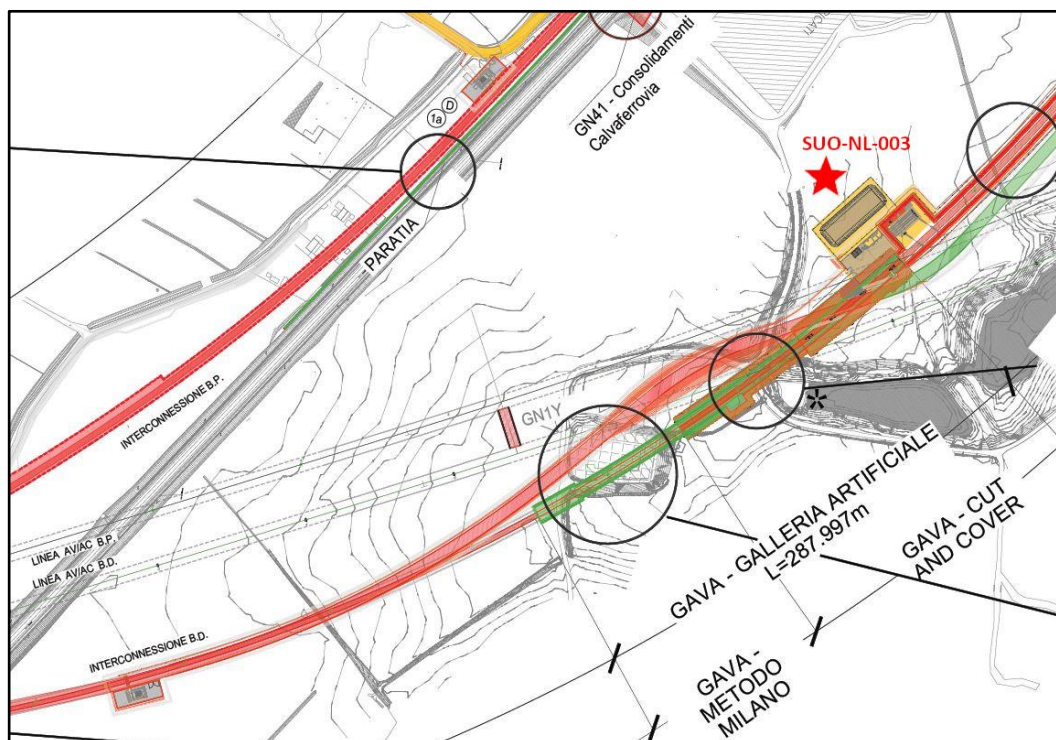 GN41 - Consolidamenti
Calvaferrovia
D
1a
SUO-NL-003
PARATIA
INTERCONNESSIONE B.P.
GN1Y
*
LINEA AV/AC B.P.
LINEA AV/AC B.D.
GAVA - GALLERIA ARTIFICIALE
L=287.997m
GAVA - CUT
AND COVER
INTERCONNESSIONE B.D.
GAVA -
METODO
MILANO